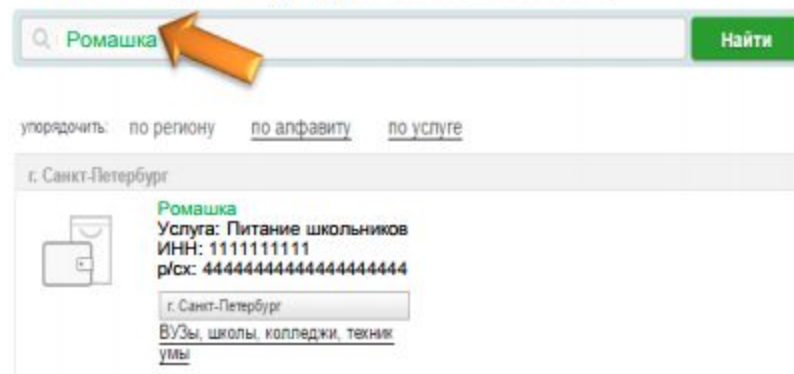 Ромашка
Найти
упорядочить: по региону по алфавиту по услуге
г. Санкт-Петербург
Ромашка
Услуга: Питание школьников
ИНН: 1111111111
р/сх: 44444444444444444444
г. Санкт-Петербург
ВУЗы, школы, колледжи, техник
умы